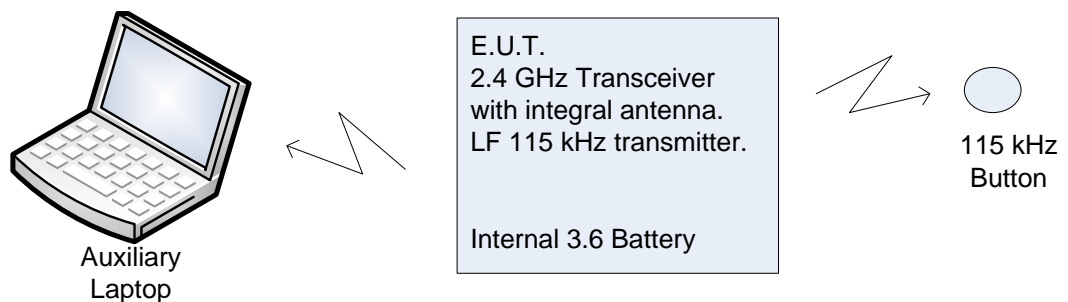 E.U.T.
2.4 GHz Transceiver
with integral antenna.
LF 115 kHz transmitter.
Internal 3.6 Battery
Auxiliary
Laptop
115 kHz
Button